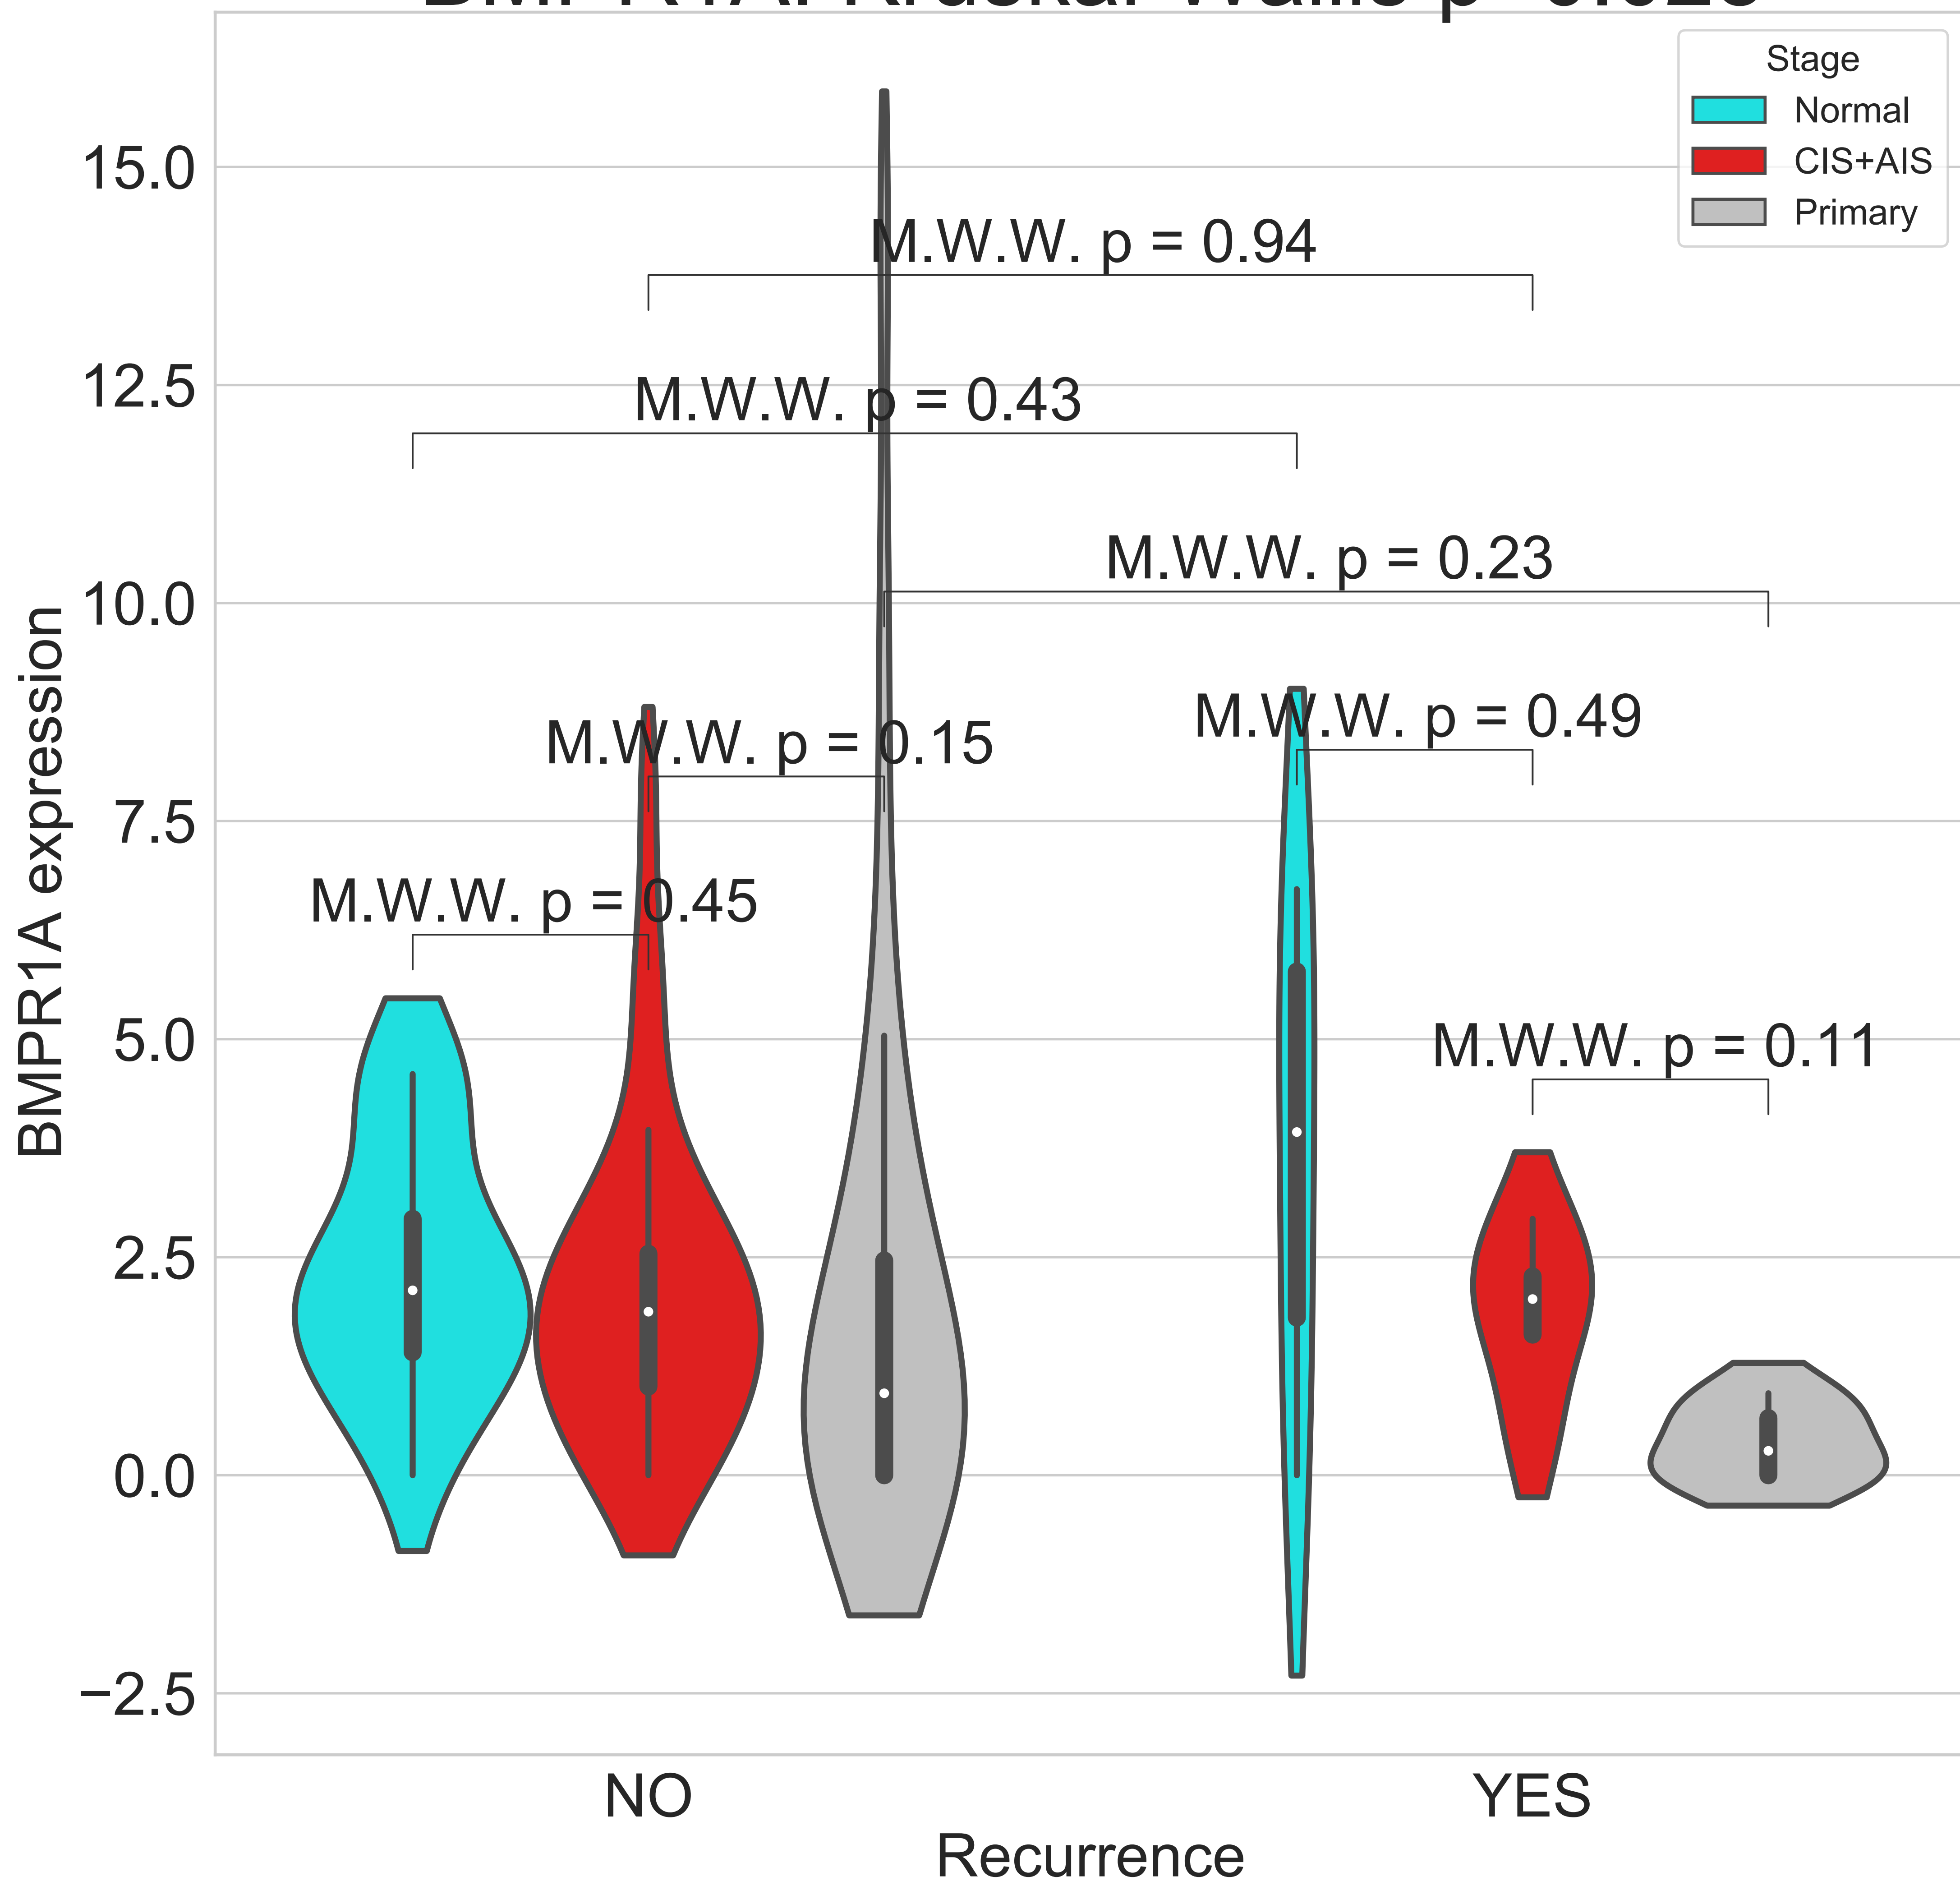 Stage
Normal
CIS+AIS
Primary
15.0
12.5
10.0
7.5
5.0
2.5
0.0
−2.5
BMPR1A expression
M.W.W. p = 0.94
M.W.W. p = 0.43
M.W.W. p = 0.23
M.W.W. p = 0.15
M.W.W. p = 0.49
M.W.W. p = 0.45
M.W.W. p = 0.11
NO
YES
Recurrence